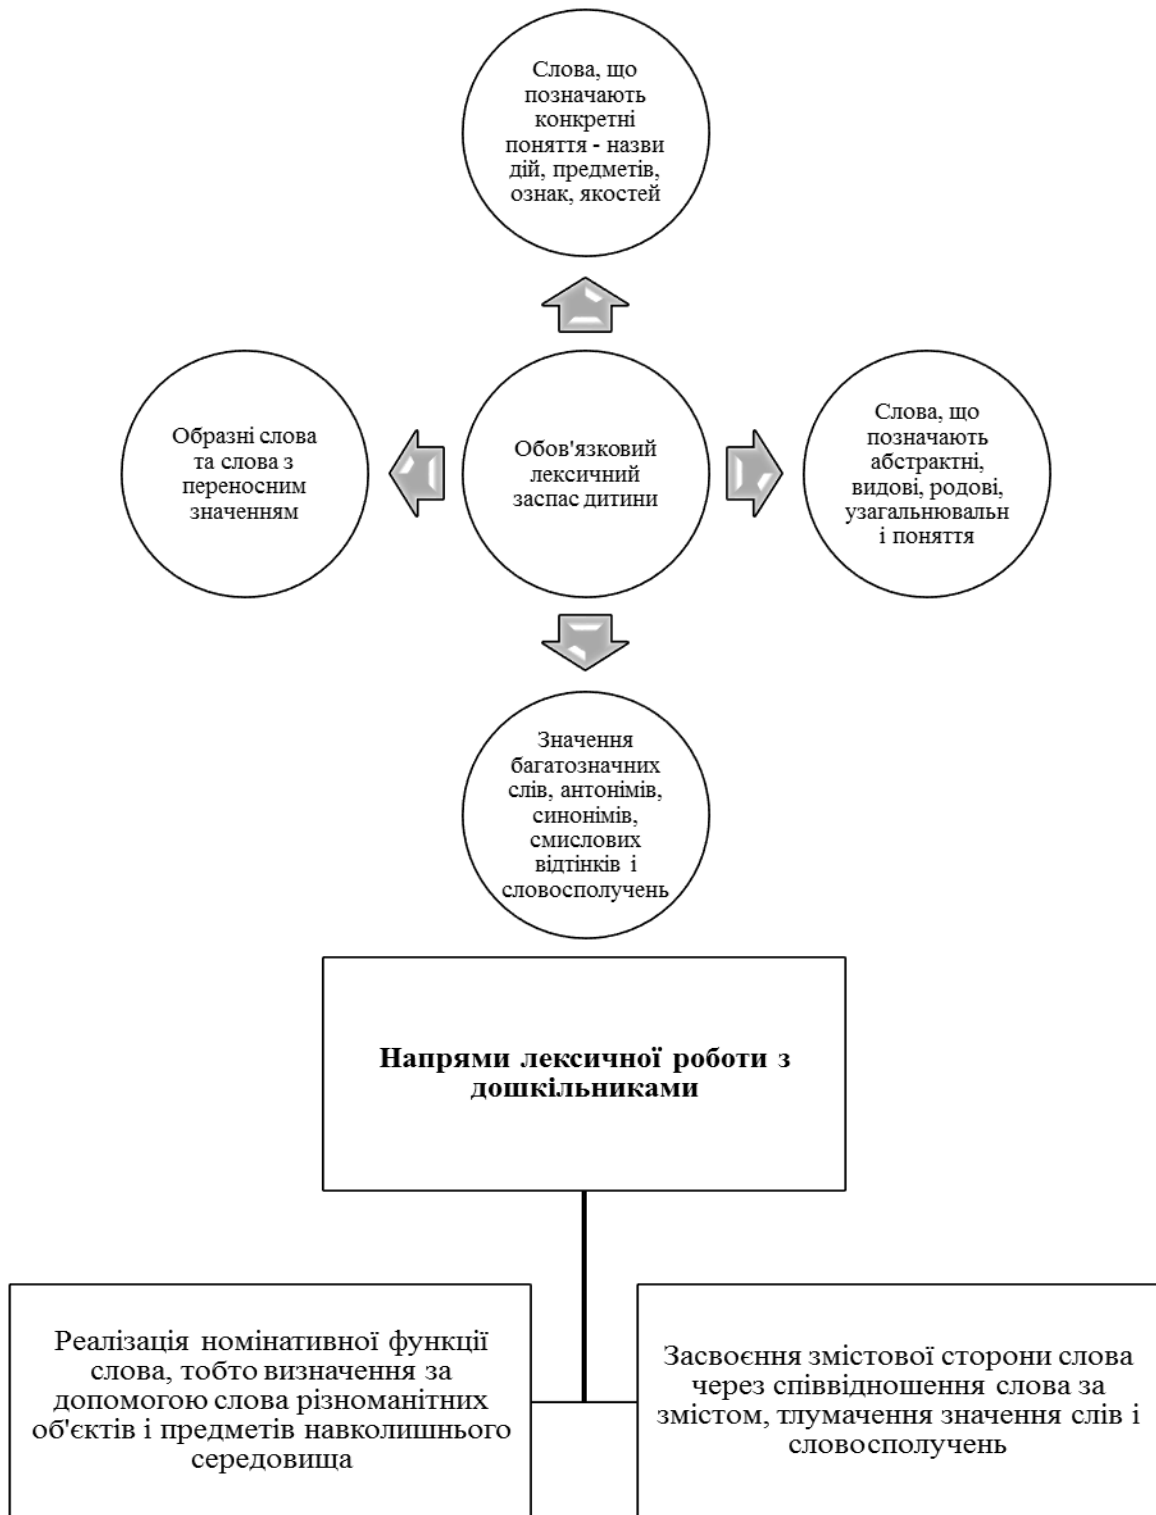 Слова, що
позначають
конкретні
поняття - назви
дій, предметів,
ознак, якостей
Образні слова
та слова з
переносним
значенням
Обов'язковий
лексичний
заспас дитини
Слова, що
позначають
абстрактні,
видові, родові,
узагальнювальн
і поняття
Значення
багатозначних
слів, антонімів,
синонімів,
смислових
відтінків і
словосполучень
Напрями лексичної роботи з
дошкільниками
Реалізація номінативної функції
слова, тобто визначення за
допомогою слова різноманітних
об'єктів і предметів навколишнього
середовища
Засвоєння змістової сторони слова
через співвідношення слова за
змістом, тлумачення значення слів і
словосполучень